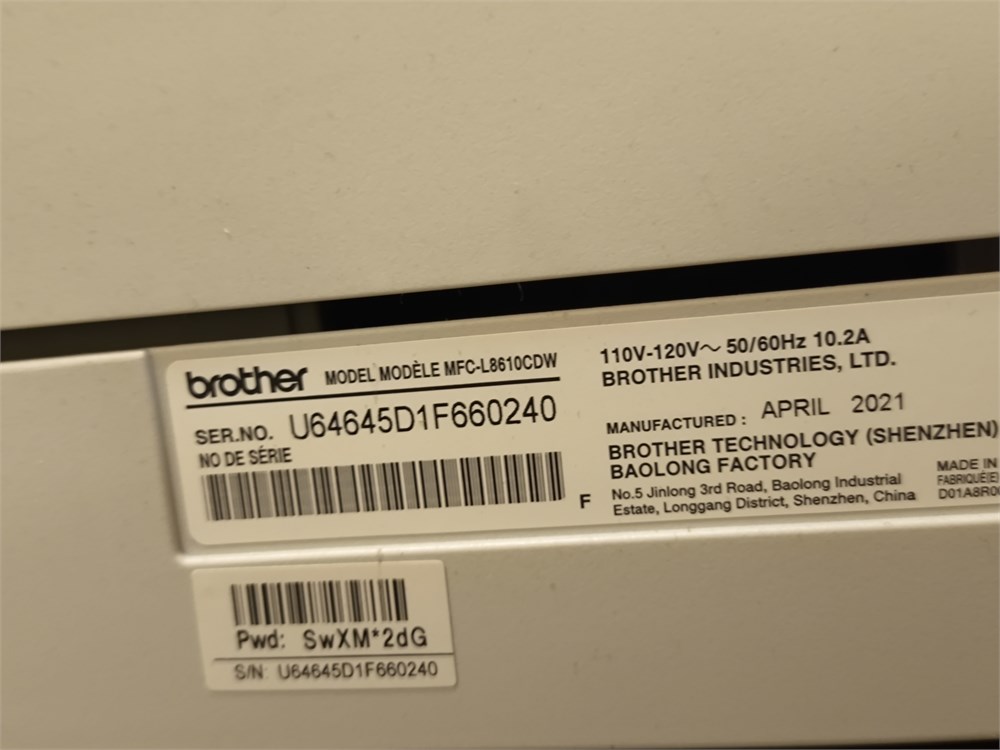 brother MODEL MODÈLE MFC-L8610CDW
SER.NO. U64645D1F660240
NO DE SÉRIE
110V-120V～ 50/60Hz 10.2A
BROTHER INDUSTRIES, LTD.
MANUFACTURED : APRIL 2021
BROTHER TECHNOLOGY (SHENZHEN)
BAOLONG FACTORY
F
No.5 Jinlong 3rd Road, Baolong Industrial
Estate, Longgang District, Shenzhen, China
MADE IN
FABRIQUÉ(E)
Pwd: SwXM*2dG
S/N: U64645D1F660240